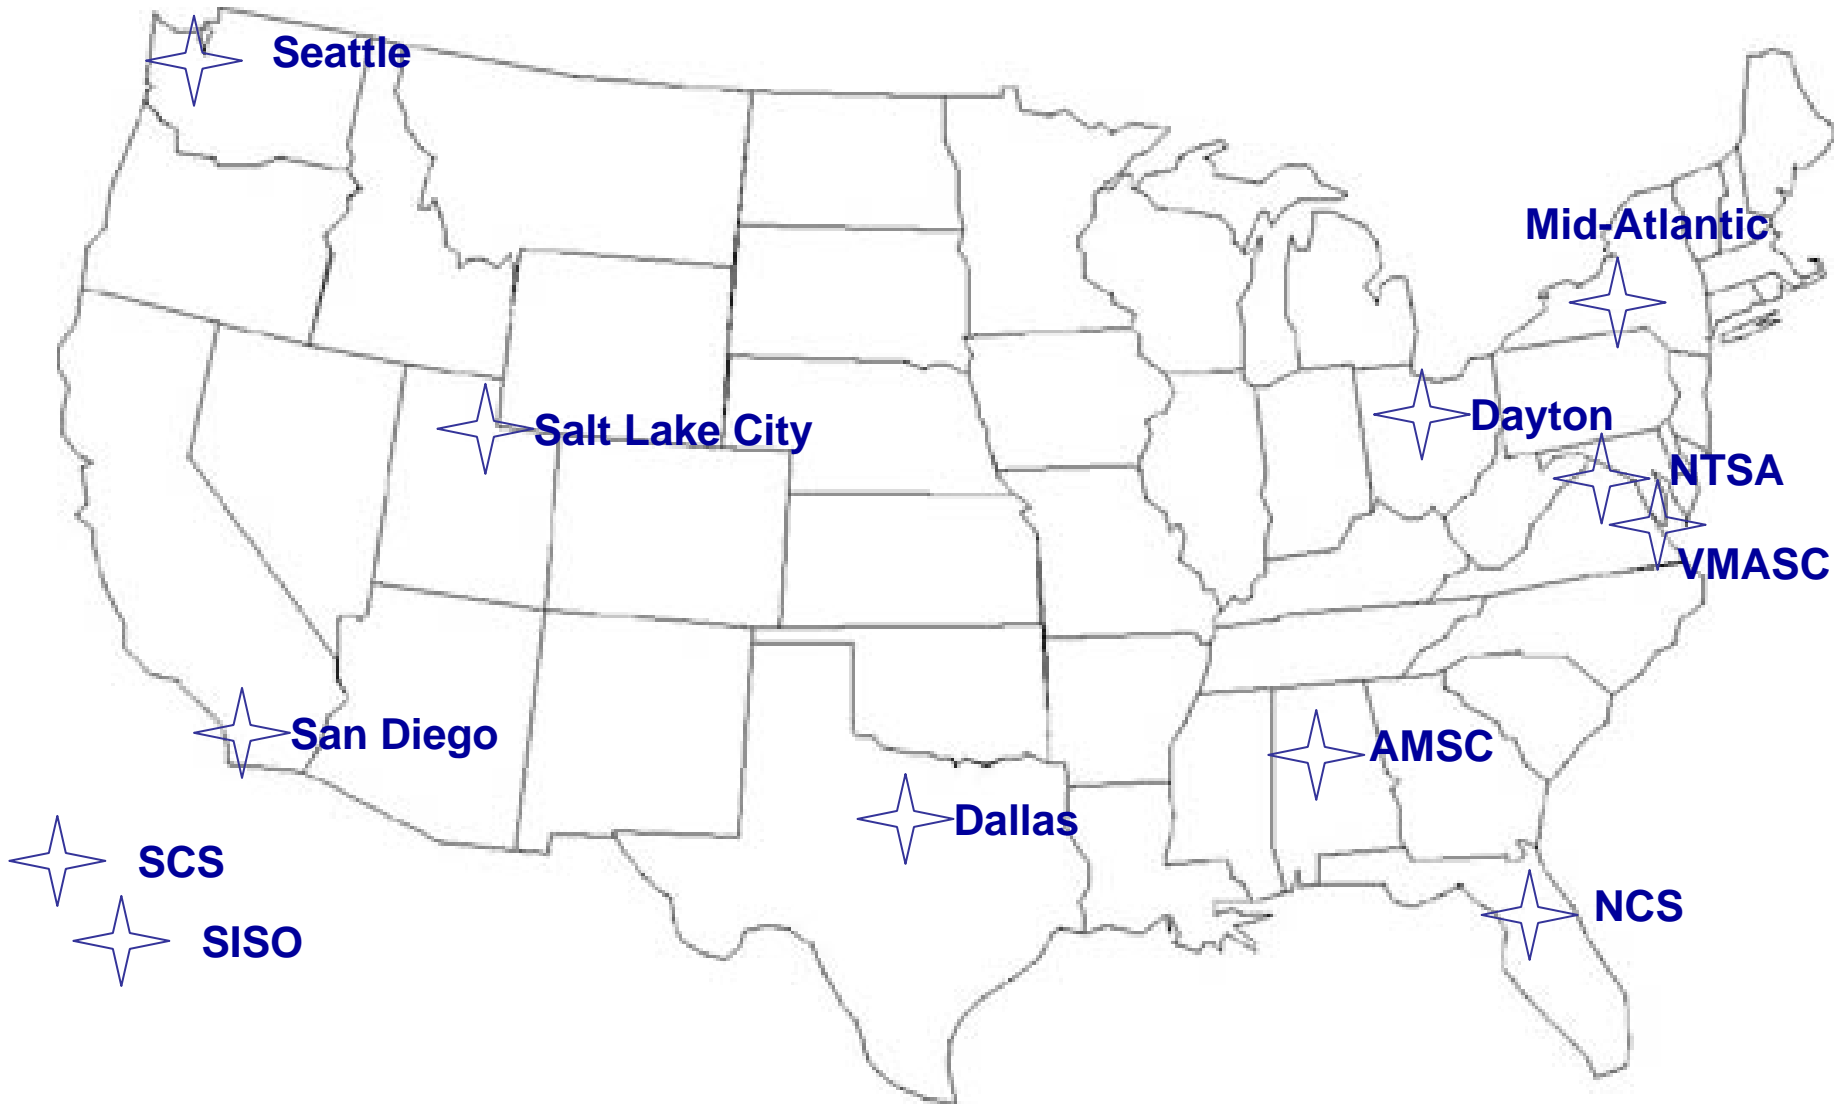 Seattle
Mid-Atlantic
Salt Lake City
Dayton
NTSA
VMASC
San Diego
AMSC
Dallas
SCS
NCS
SISO